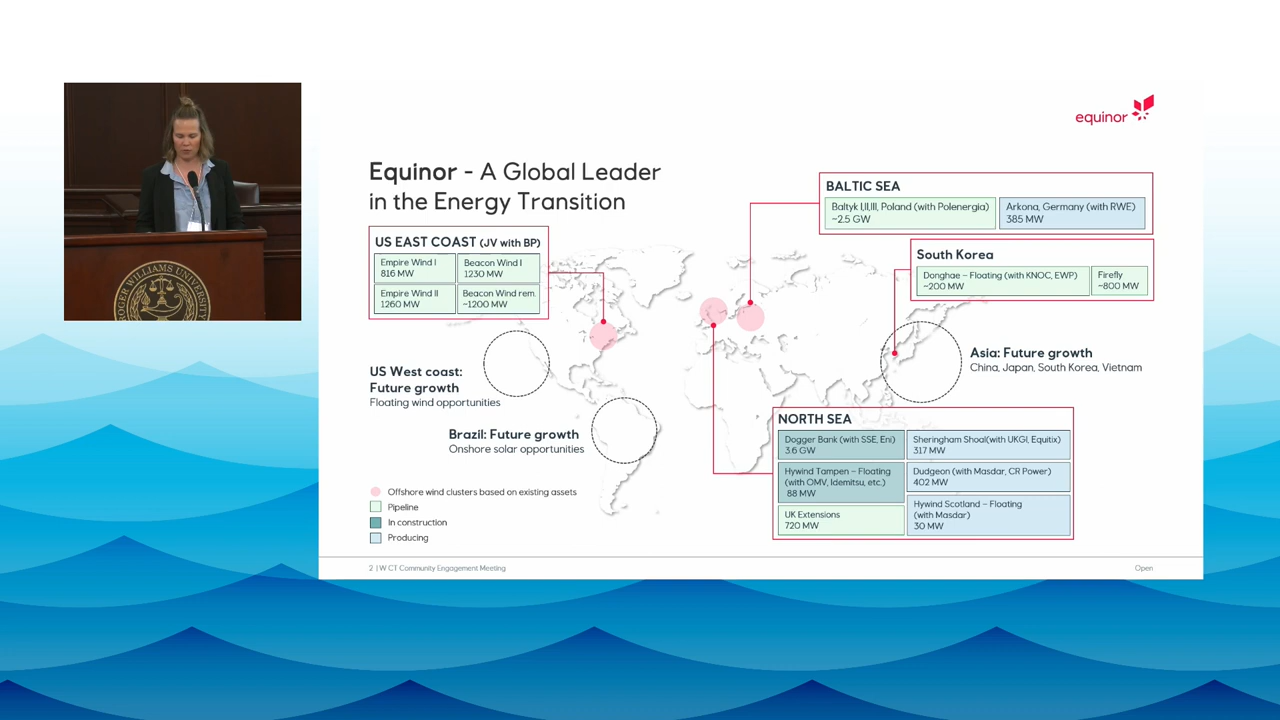 equinor
Equinor - A Global Leader
in the Energy Transition
US EAST COAST (JV with BP)
Empire Wind I
816 MW
Beacon Wind I
1230 MW
Empire Wind II
1260 MW
Beacon Wind rem.
~1200 MW
BALTIC SEA
Baltyk I,II,III, Poland (with Polenergia)
~2.5 GW
Arkona, Germany (with RWE)
385 MW
South Korea
Donghae – Floating (with KNOC, EWP)
~200 MW
Firefly
~800 MW
US West coast:
Future growth
Floating wind opportunities
Asia: Future growth
China, Japan, South Korea, Vietnam
Brazil: Future growth
Onshore solar opportunities
NORTH SEA
Dogger Bank (with SSE, Eni)
3.6 GW
Sheringham Shoal(with UKGI, Equitix)
317 MW
Hywind Tampen – Floating
(with OMV, Idemitsu, etc.)
88 MW
Dudgeon (with Masdar, CR Power)
402 MW
UK Extensions
720 MW
Hywind Scotland – Floating
(with Masdar)
30 MW
Offshore wind clusters based on existing assets
Pipeline
In construction
Producing
2 | W CT Community Engagement Meeting
Open
ROGER WILLIAMS UNIVERSITY